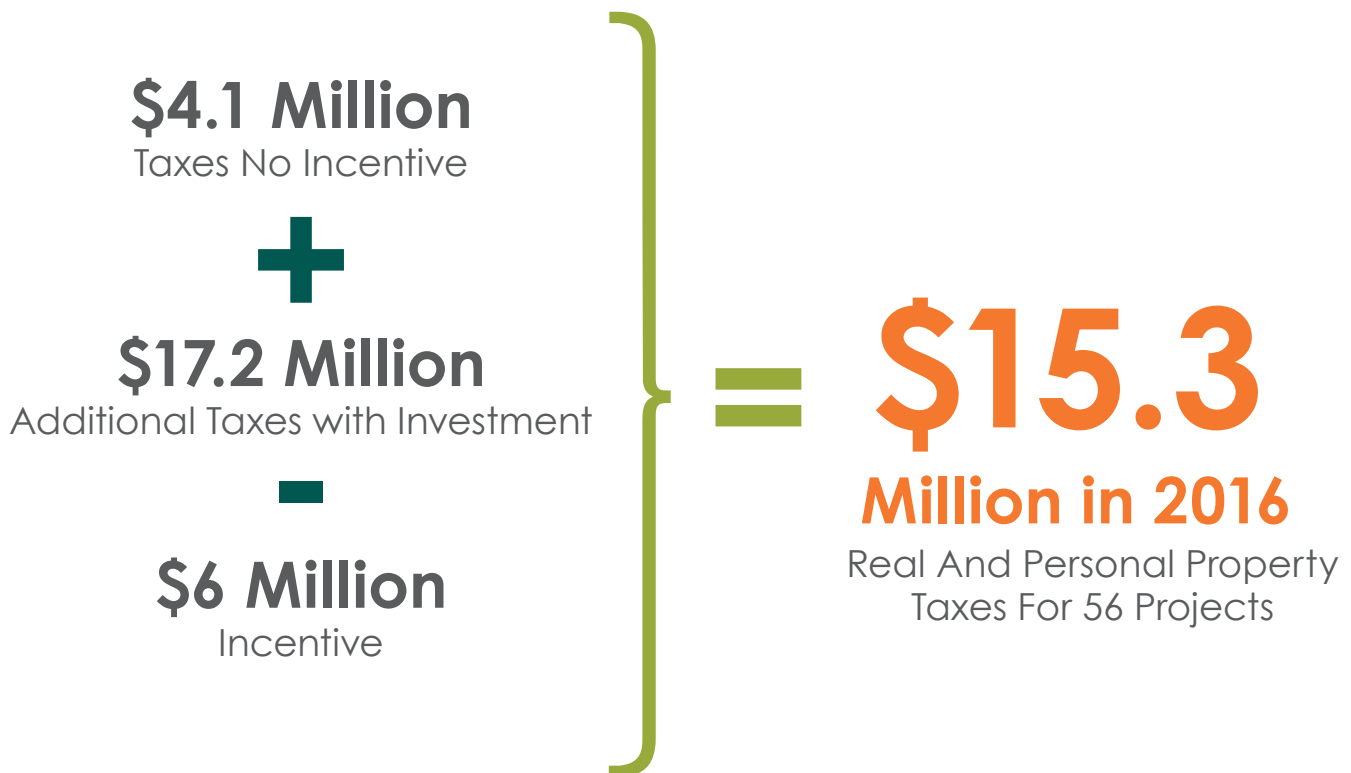 $4.1 Million
Taxes No Incentive
+
$17.2 Million
Additional Taxes with Investment
-
$6 Million
Incentive
=
$15.3
Million in 2016
Real And Personal Property
Taxes For 56 Projects